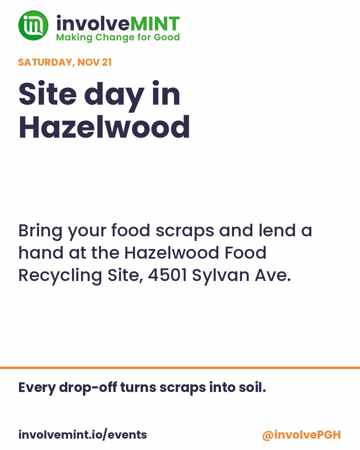 involveMINT
Making Change for Good
SATURDAY, NOV 21
Site day in
Hazelwood
Bring your food scraps and lend a
hand at the Hazelwood Food
Recycling Site, 4501 Sylvan Ave.
Every drop-off turns scraps into soil.
involvemint.io/events
@involvePGH